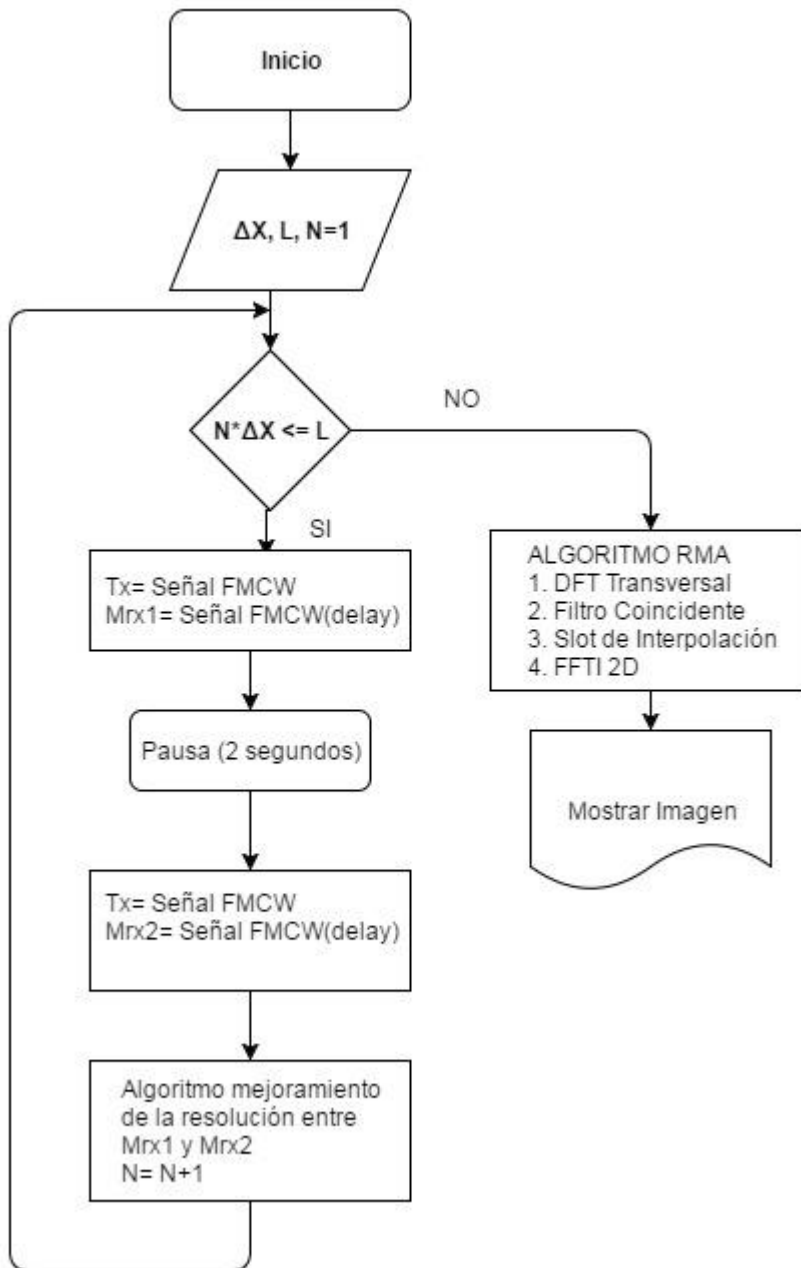 Inicio
ΔX, L, N=1
N*ΔX <= L
NO
SI
Tx= Señal FMCW
Mrx1= Señal FMCW(delay)
Pausa (2 segundos)
Tx= Señal FMCW
Mrx2= Señal FMCW(delay)
Algoritmo mejoramiento
de la resolución entre
Mrx1 y Mrx2
N= N+1
ALGORITMO RMA
1. DFT Transversal
2. Filtro Coincidente
3. Slot de Interpolación
4. FFTI 2D
Mostrar Imagen